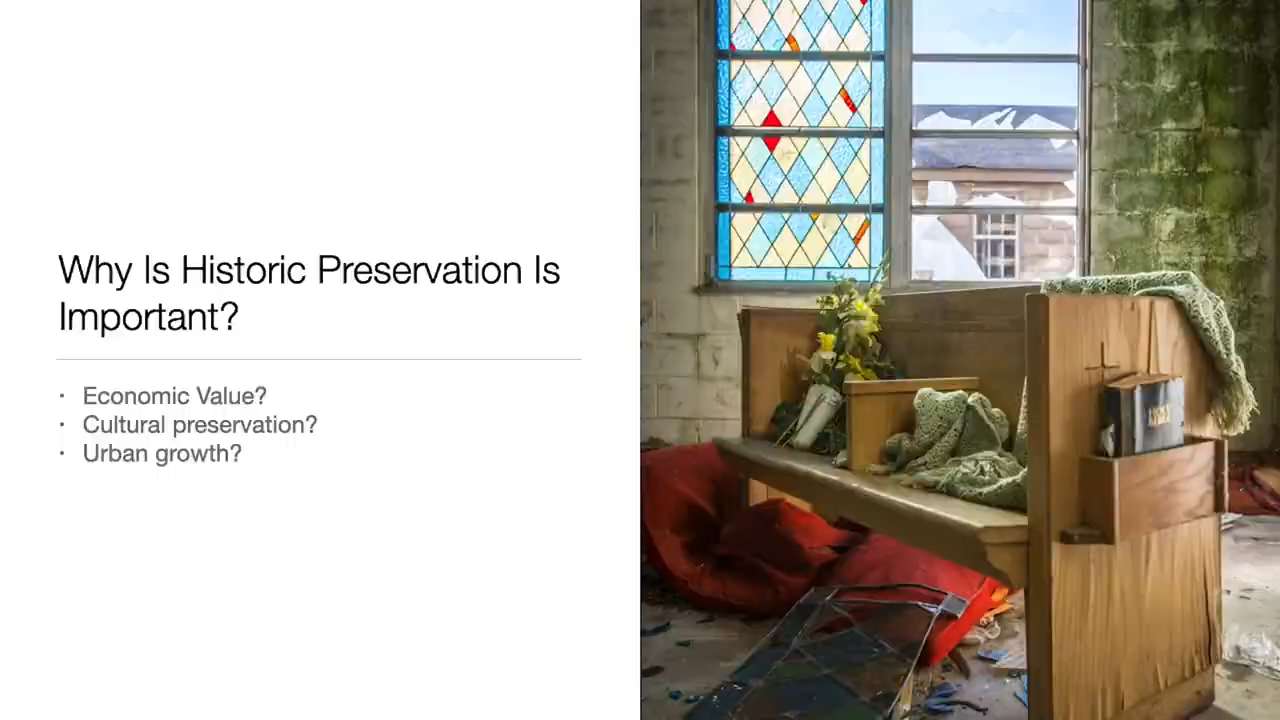 Why Is Historic Preservation Is
Important?
· Economic Value?
· Cultural preservation?
· Urban growth?